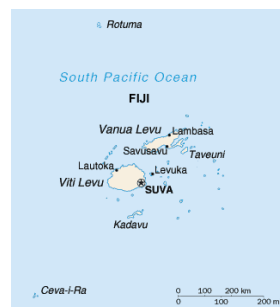 Rotuma
South Pacific Ocean
FIJI
Vanua Levu
Lambasa
Savusavu
Taveuni
Lautoka
Levuka
Viti Levu
SUVA
Kadavu
Ceva-i-Ra
0 100 200 km
0 100 200 m